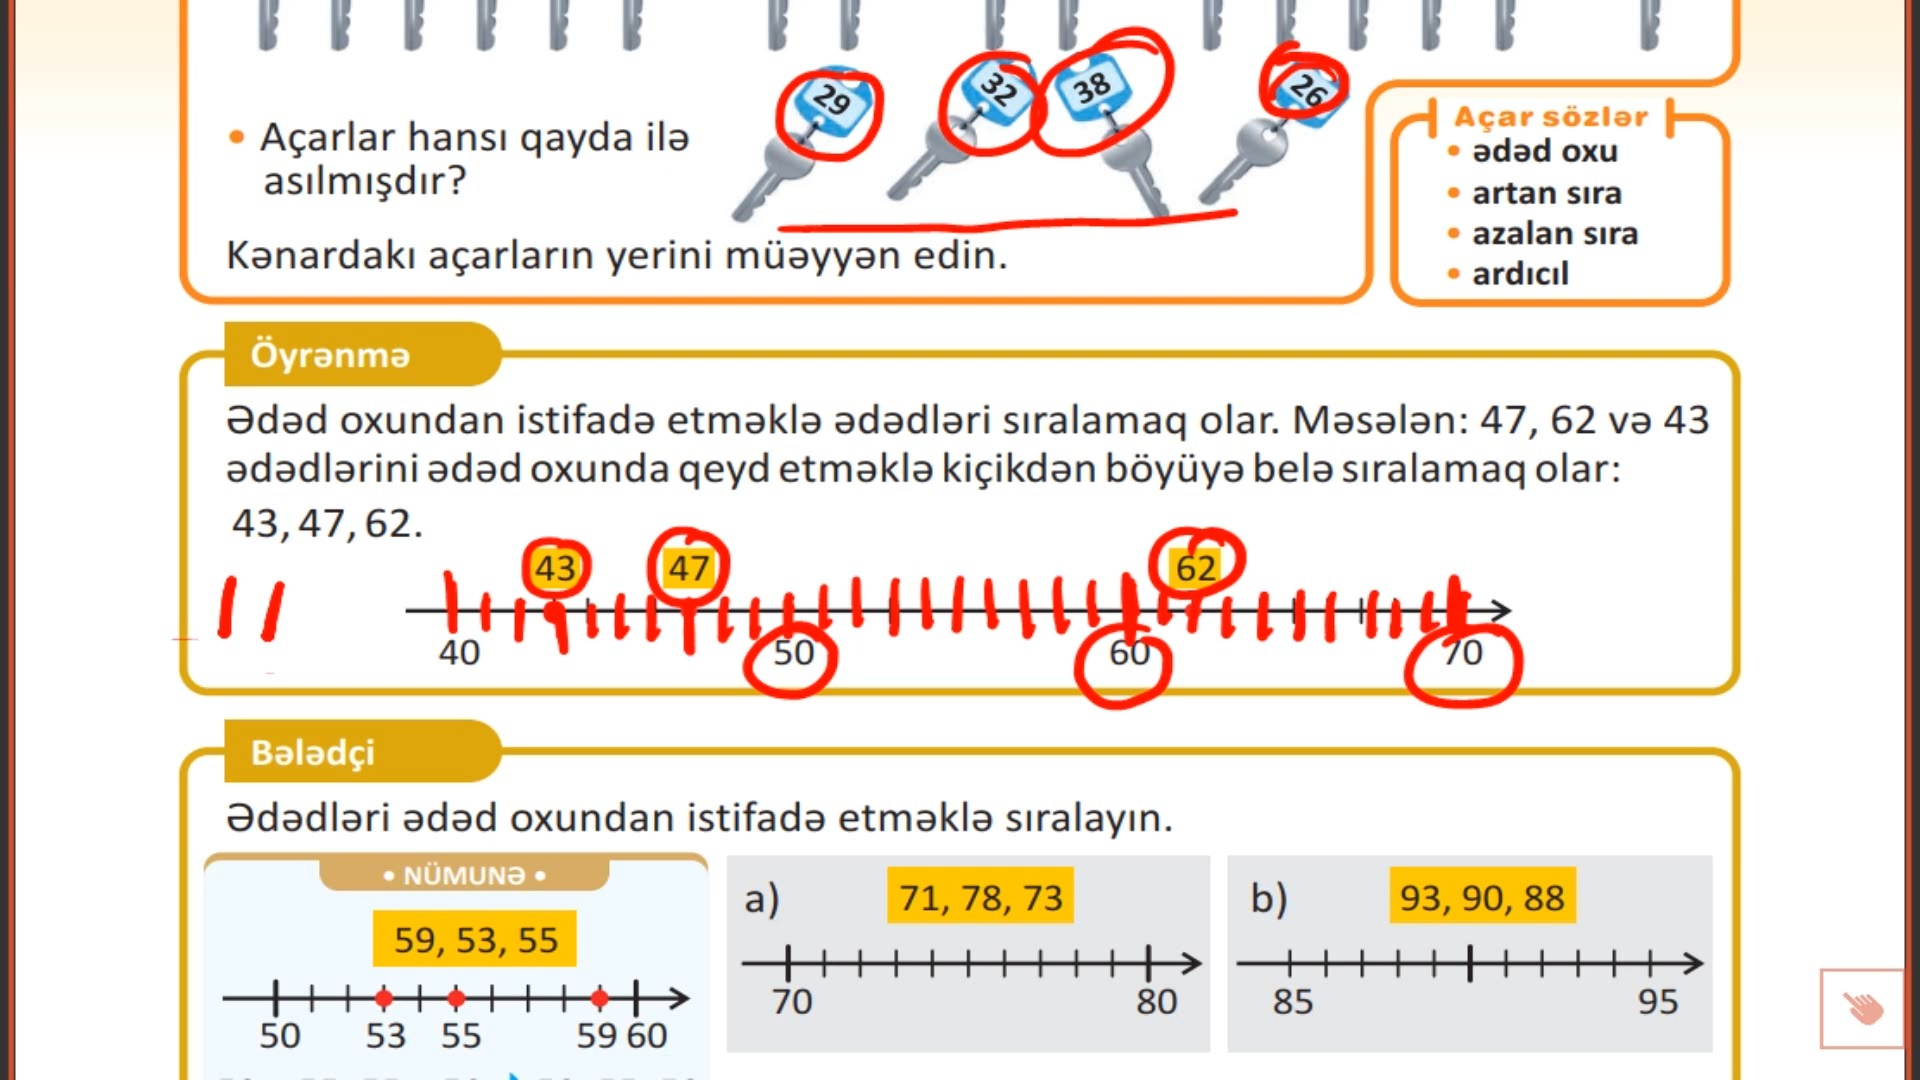 29 32 38 26
• Açarlar hansı qayda ilə
asılmışdır?
Kənardakı açarların yerini müəyyən edin.
Açar sözlər
• ədəd oxu
• artan sıra
• azalan sıra
• ardıcıl
Öyrənmə
Ədəd oxundan istifadə etməklə ədədləri sıralamaq olar. Məsələn: 47, 62 və 43
ədədlərini ədəd oxunda qeyd etməklə kiçikdən böyüyə belə sıralamaq olar:
43, 47, 62.
43 47 62
40 50 60 70
Bələdçi
Ədədləri ədəd oxundan istifadə etməklə sıralayın.
• NÜMUNƏ •
59, 53, 55
50 53 55 59 60
a) 71, 78, 73
70 80
b) 93, 90, 88
85 95